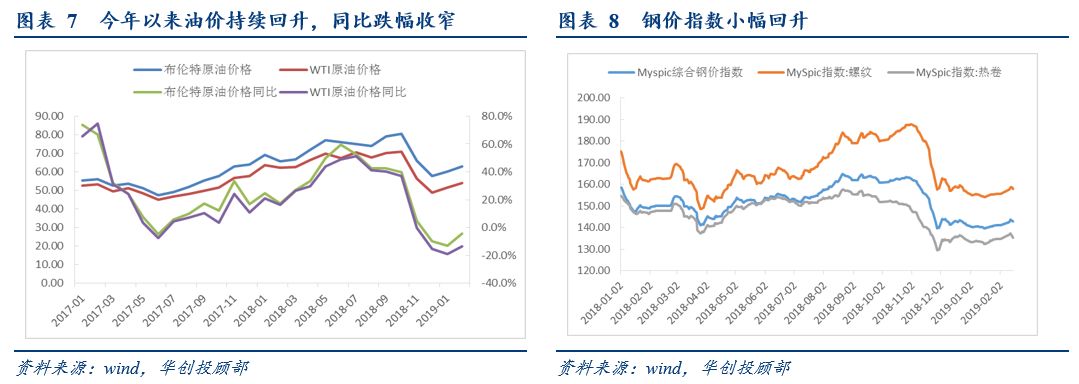 图表 7 今年以来油价持续回升，同比跌幅收窄
布伦特原油价格 WTI原油价格
布伦特原油价格同比 WTI原油价格同比
90.00 80.0%
80.00
70.00 60.0%
60.00 40.0%
50.00
40.00 20.0%
30.00 0.0%
20.00
10.00 -20.0%
0.00 -40.0%
2017-01 2017-03 2017-05 2017-07 2017-09 2017-11 2018-01 2018-03 2018-05 2018-07 2018-09 2018-11 2019-01
资料来源：wind，华创投顾部
图表 8 钢价指数小幅回升
Myspic综合钢价指数 MySpic指数:螺纹 MySpic指数:热卷
200.00
190.00
180.00
170.00
160.00
150.00
140.00
130.00
120.00
2018-01-02 2018-02-02 2018-03-02 2018-04-02 2018-05-02 2018-06-02 2018-07-02 2018-08-02 2018-09-02 2018-10-02 2018-11-02 2018-12-02 2019-01-02 2019-02-02
资料来源：wind，华创投顾部